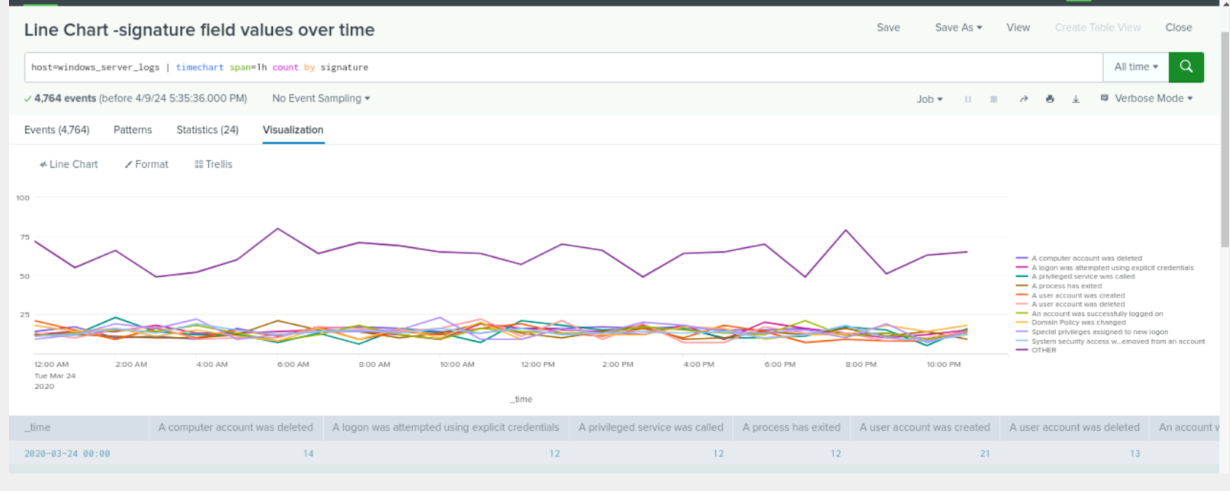 Line Chart -signature field values over time
Save Save As View Create Table View Close
host=windows_server_logs | timechart span=1h count by signature
All time
4,764 events (before 4/9/24 5:35:36.000 PM) No Event Sampling
Job Verbose Mode
Events (4,764) Patterns Statistics (24) Visualization
Line Chart Format Trellis
100
75
50
25
A computer account was deleted
A logon was attempted using explicit credentials
A privileged service was called
A process has exited
A user account was created
A user account was deleted
An account was successfully logged on
Domain Policy was changed
Special privileges assigned to new logon
System security access w...emoved from an account
OTHER
12:00 AM 2:00 AM 4:00 AM 6:00 AM 8:00 AM 10:00 AM 12:00 PM 2:00 PM 4:00 PM 6:00 PM 8:00 PM 10:00 PM
Tue Mar 24
2020
_time
_time A computer account was deleted A logon was attempted using explicit credentials A privileged service was called A process has exited A user account was created A user account was deleted An account w
2020-03-24 00:00 14 12 12 12 21 13